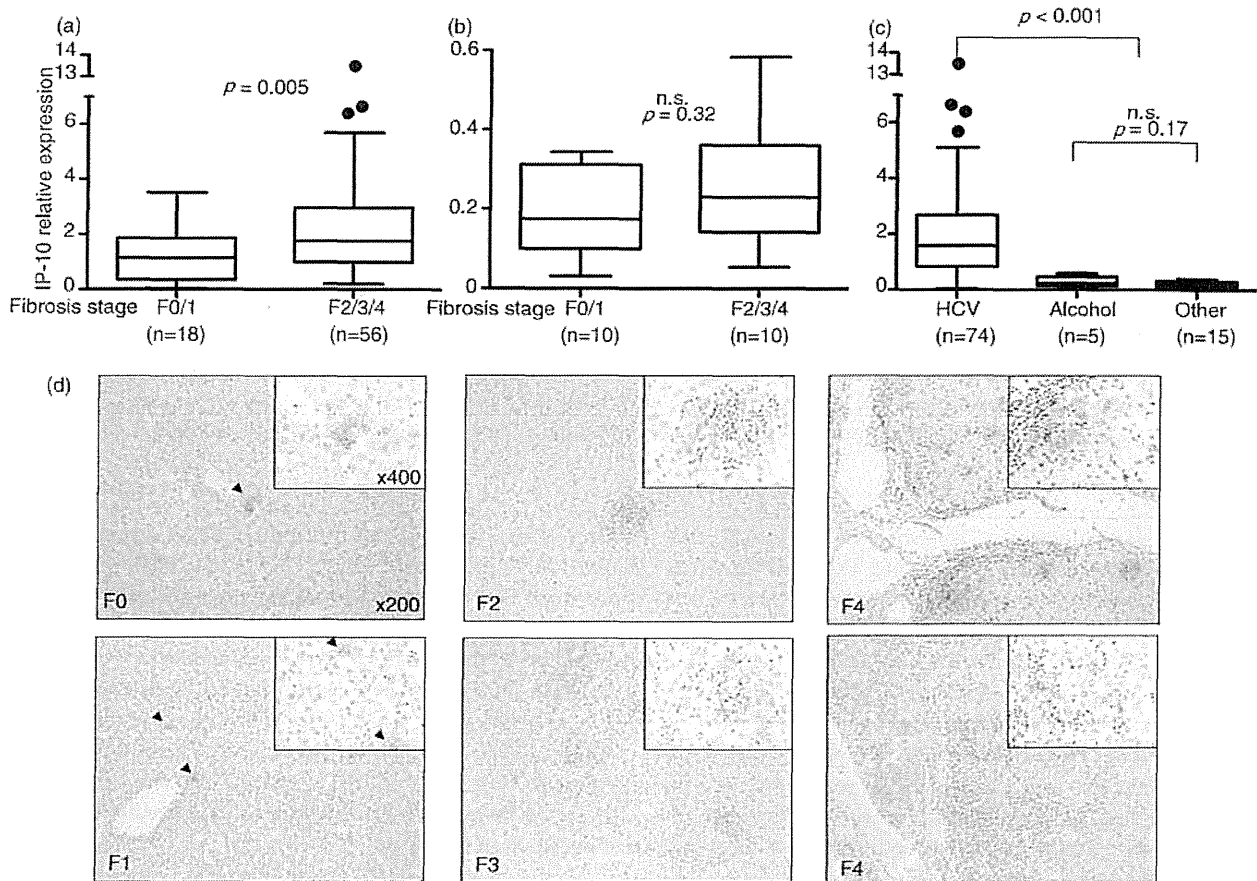 (a)
14
13
6
4
2
0
IP-10 relative expression
p = 0.005
Fibrosis stage F0/1 F2/3/4
(n=18) (n=56)
(b)
0.6
0.4
0.2
0
n.s.
p = 0.32
Fibrosis stage F0/1 F2/3/4
(n=10) (n=10)
(c)
14
13
6
4
2
0
p < 0.001
n.s.
p = 0.17
HCV Alcohol Other
(n=74) (n=5) (n=15)
(d)
x400
F0 x200
F2
F4
F1
F3
F4